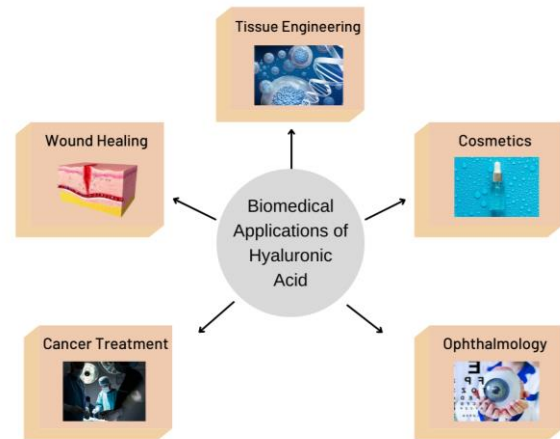 Tissue Engineering
Wound Healing
Cosmetics
Biomedical
Applications of
Hyaluronic
Acid
Cancer Treatment
Ophthalmology
E
F P